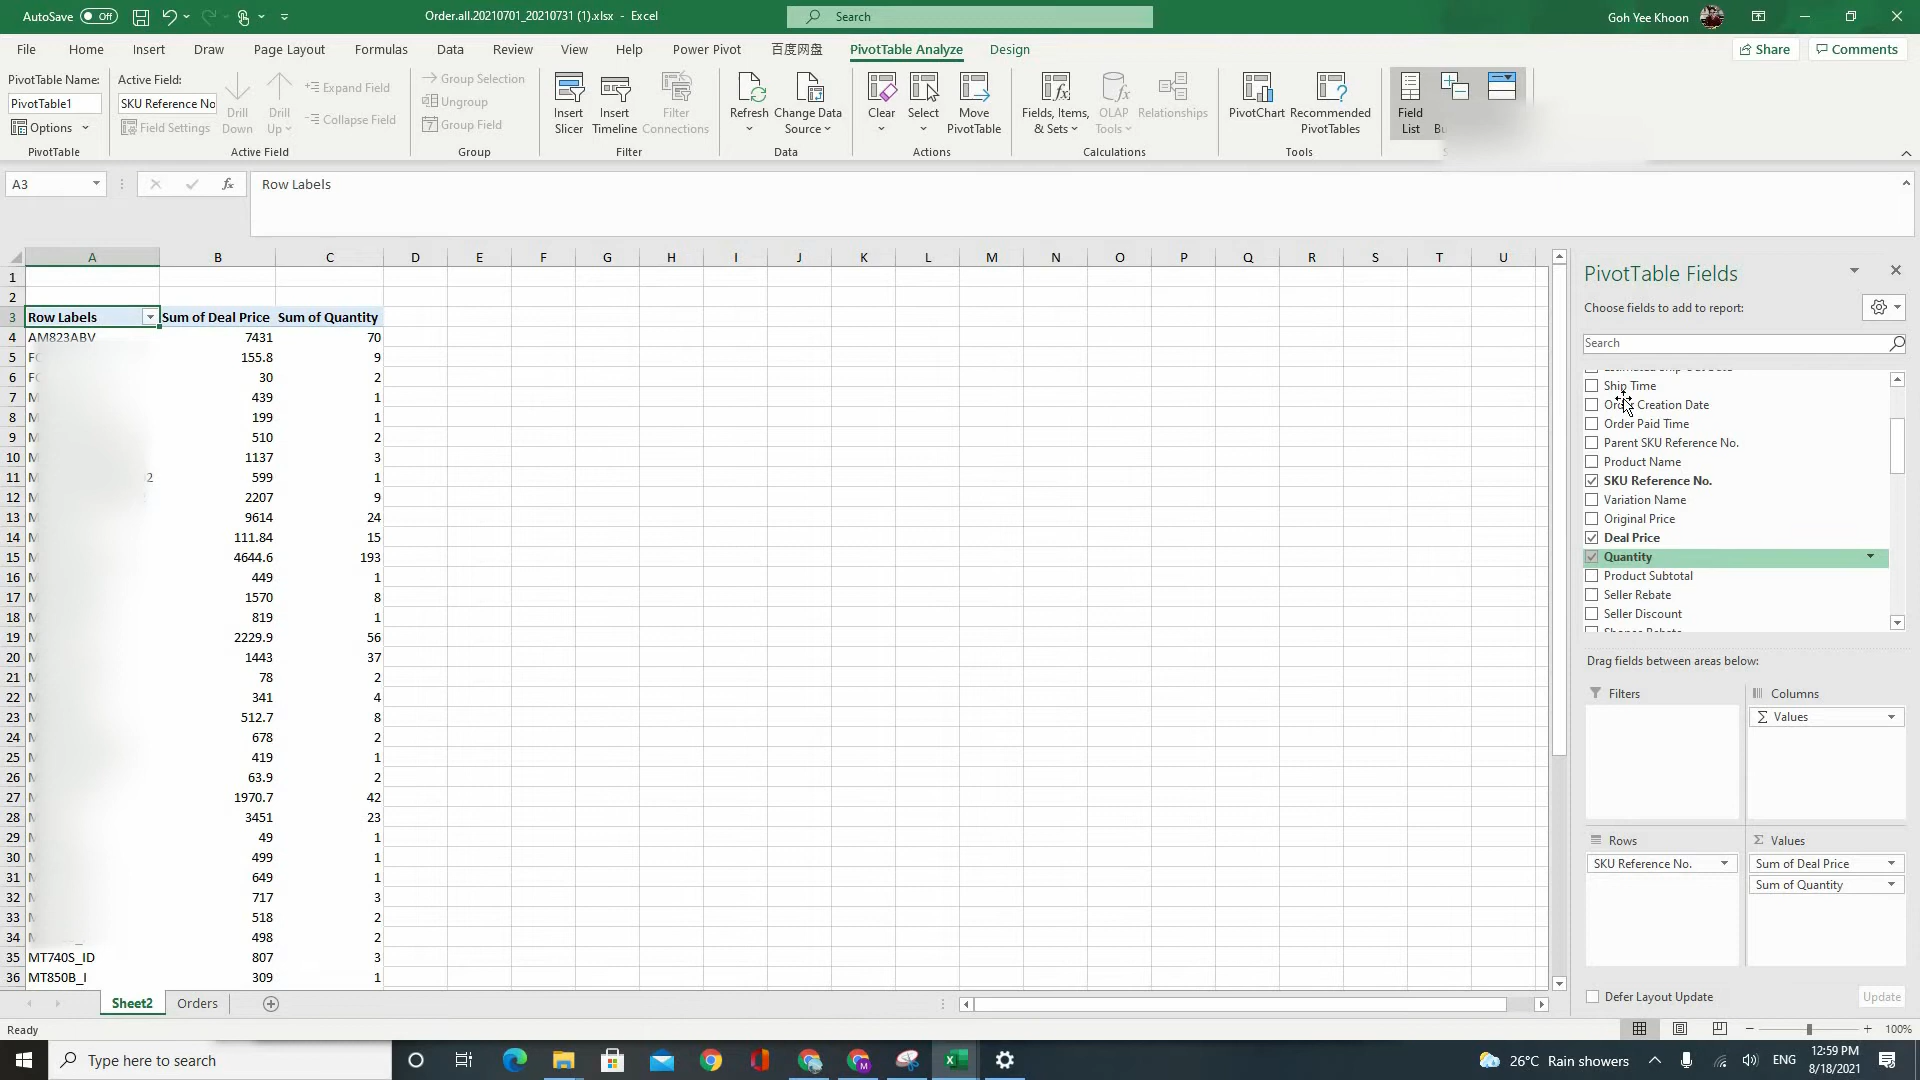 AutoSave Off
Order.all.20210701_20210731 (1).xlsx - Excel
Search
Goh Yee Khoon
File Home Insert Draw Page Layout Formulas Data Review View Help Power Pivot 百度网盘 PivotTable Analyze Design
Share
Comments
PivotTable Name:
PivotTable1
Options
PivotTable
Active Field:
SKU Reference No
Field Settings
Drill Down
Drill Up
Expand Field
Collapse Field
Active Field
Group Selection
Ungroup
Group Field
Group
Insert Slicer
Insert Timeline
Filter Connections
Filter
Refresh
Change Data Source
Data
Clear
Select
Move PivotTable
Actions
Fields, Items, & Sets
OLAP Tools
Relationships
Calculations
PivotChart
Recommended PivotTables
Tools
Field List
A3
fx
Row Labels
A B C D E F G H I J K L M N O P Q R S T U
1
2
3 Row Labels Sum of Deal Price Sum of Quantity
4 AM823ABV 7431 70
5 155.8 9
6 30 2
7 M 439 1
8 M 199 1
9 M 510 2
10 M 1137 3
11 M 2 599 1
12 M 2207 9
13 M 9614 24
14 M 111.84 15
15 M 4644.6 193
16 M 449 1
17 M 1570 8
18 M 819 1
19 M 2229.9 56
20 M 1443 37
21 M 78 2
22 M 341 4
23 M 512.7 8
24 M 678 2
25 M 419 1
26 M 63.9 2
27 M 1970.7 42
28 M 3451 23
29 M 49 1
30 M 499 1
31 M 649 1
32 M 717 3
33 M 518 2
34 M 498 2
35 MT740S_ID 807 3
36 MT850B_I 309 1
PivotTable Fields
Choose fields to add to report:
Search
Ship Time
Order Creation Date
Order Paid Time
Parent SKU Reference No.
Product Name
SKU Reference No.
Variation Name
Original Price
Deal Price
Quantity
Product Subtotal
Seller Rebate
Seller Discount
Drag fields between areas below:
Filters
Columns
Σ Values
Rows
SKU Reference No.
Σ Values
Sum of Deal Price
Sum of Quantity
Defer Layout Update
Update
Sheet2 Orders
Ready
100%
Type here to search
26°C Rain showers
ENG
12:59 PM
8/18/2021